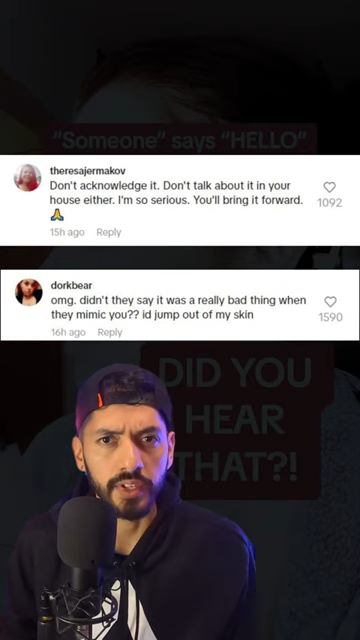 "Someone" says "HELLO"
theresajermakov
Don't acknowledge it. Don't talk about it in your
house either. I'm so serious. You'll bring it forward.
🙏
1092
15h ago Reply
dorkbear
omg. didn't they say it was a really bad thing when
they mimic you?? id jump out of my skin
1590
16h ago Reply
DID YOU
HEAR
THAT?!